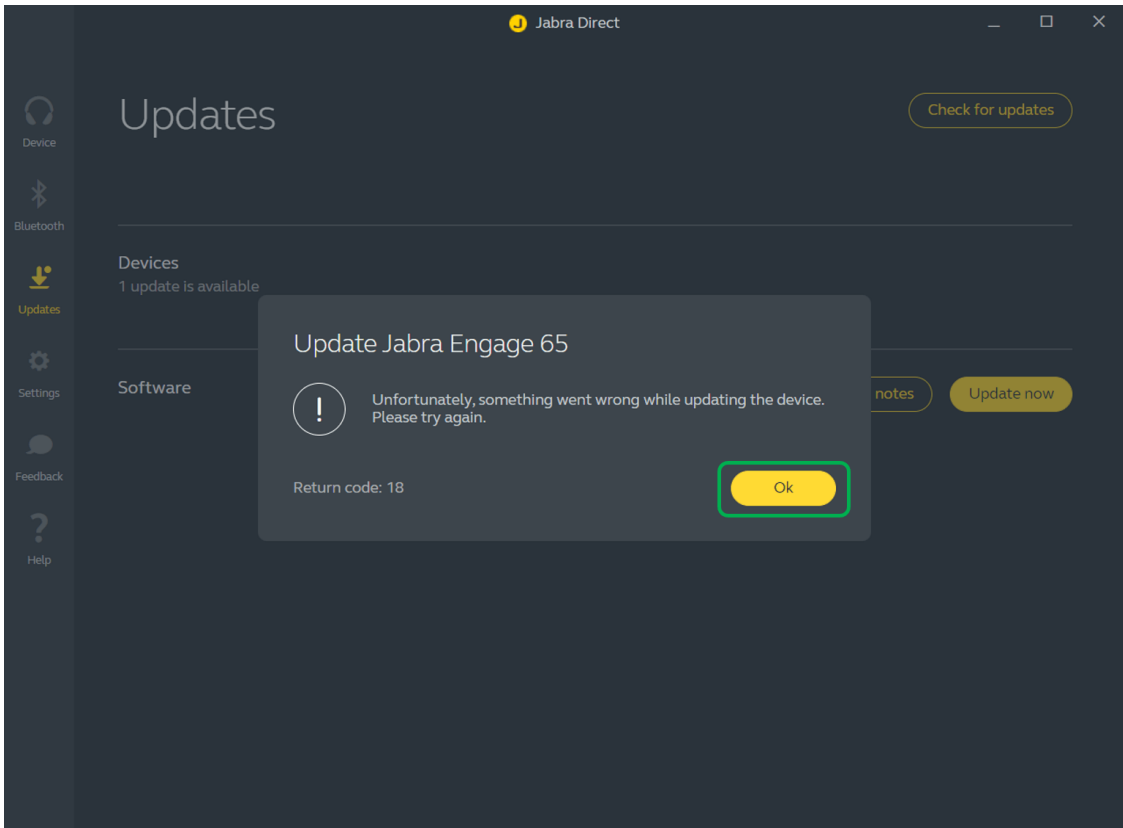 Jabra Direct
Updates
Check for updates
Device
Bluetooth
Updates
Settings
Feedback
Help
Devices
1 update is available
Software
notes
Update now
Update Jabra Engage 65
Unfortunately, something went wrong while updating the device.
Please try again.
Return code: 18
Ok